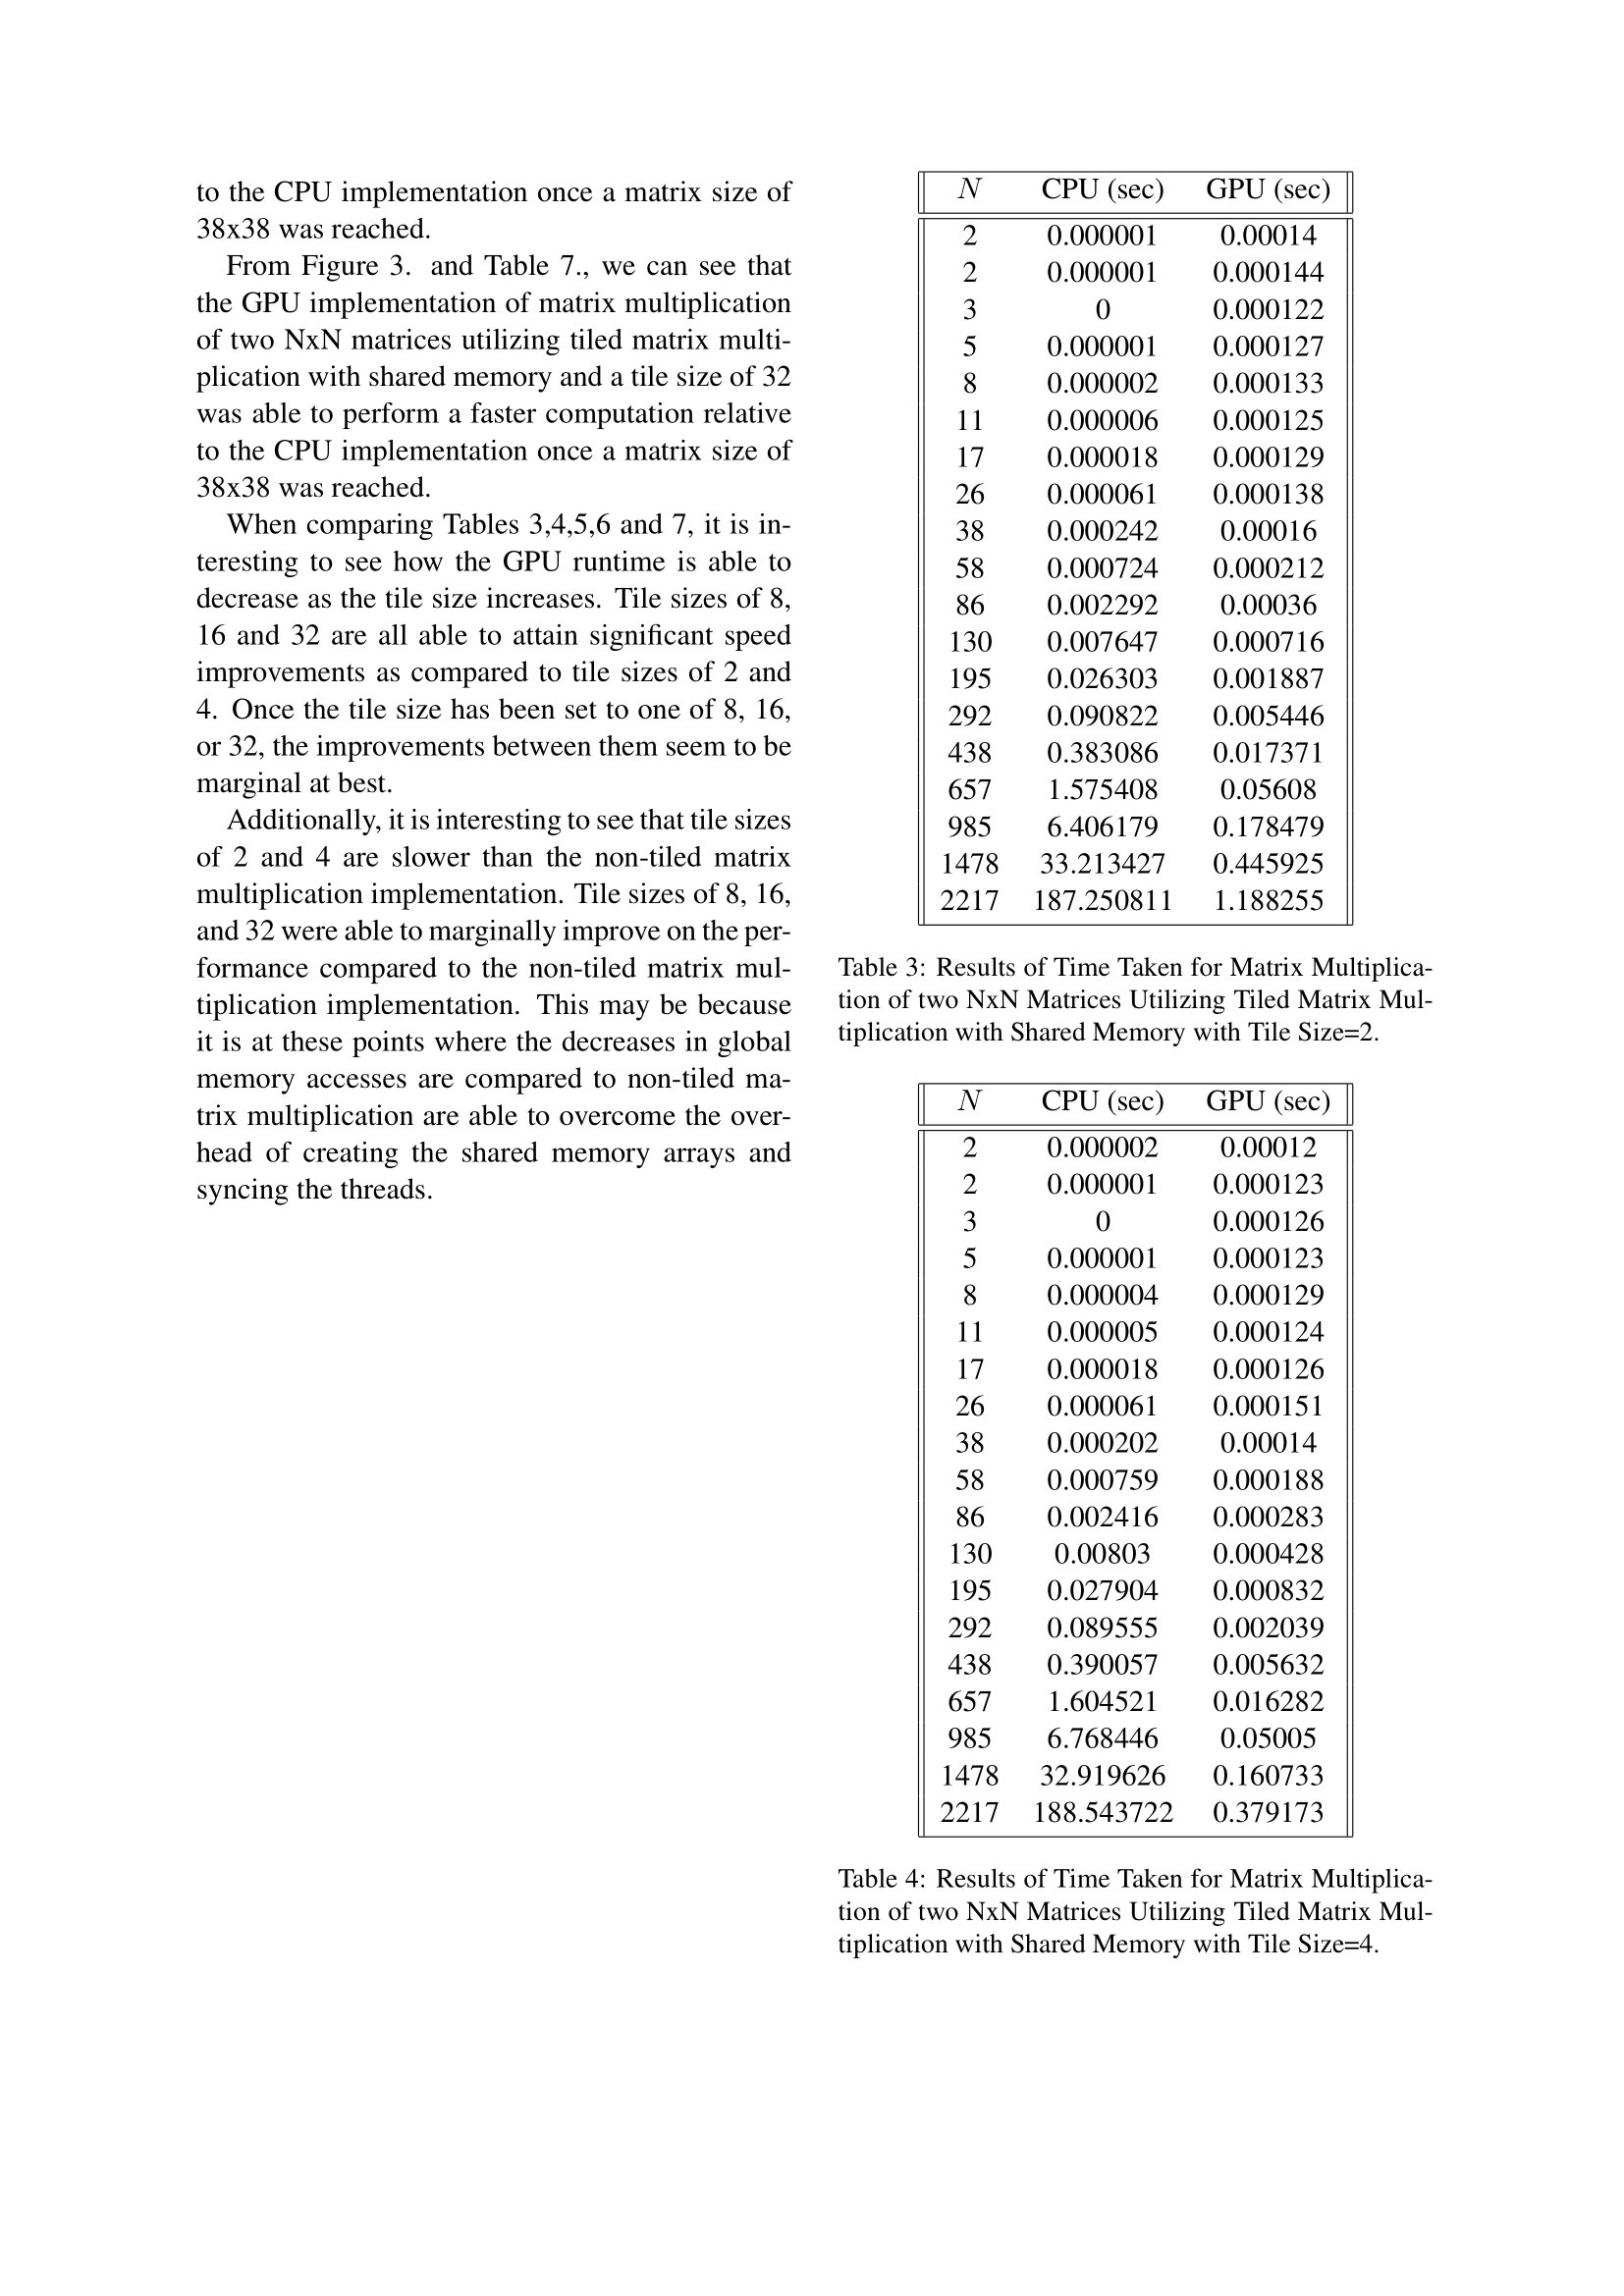 to the CPU implementation once a matrix size of
38x38 was reached.
From Figure 3. and Table 7., we can see that
the GPU implementation of matrix multiplication
of two NxN matrices utilizing tiled matrix multi-
plication with shared memory and a tile size of 32
was able to perform a faster computation relative
to the CPU implementation once a matrix size of
38x38 was reached.
When comparing Tables 3,4,5,6 and 7, it is in-
teresting to see how the GPU runtime is able to
decrease as the tile size increases. Tile sizes of 8,
16 and 32 are all able to attain significant speed
improvements as compared to tile sizes of 2 and
4. Once the tile size has been set to one of 8, 16,
or 32, the improvements between them seem to be
marginal at best.
Additionally, it is interesting to see that tile sizes
of 2 and 4 are slower than the non-tiled matrix
multiplication implementation. Tile sizes of 8, 16,
and 32 were able to marginally improve on the per-
formance compared to the non-tiled matrix mul-
tiplication implementation. This may be because
it is at these points where the decreases in global
memory accesses are compared to non-tiled ma-
trix multiplication are able to overcome the over-
head of creating the shared memory arrays and
syncing the threads.
N CPU (sec) GPU (sec)
2 0.000001 0.00014
2 0.000001 0.000144
3 0 0.000122
5 0.000001 0.000127
8 0.000002 0.000133
11 0.000006 0.000125
17 0.000018 0.000129
26 0.000061 0.000138
38 0.000242 0.00016
58 0.000724 0.000212
86 0.002292 0.00036
130 0.007647 0.000716
195 0.026303 0.001887
292 0.090822 0.005446
438 0.383086 0.017371
657 1.575408 0.05608
985 6.406179 0.178479
1478 33.213427 0.445925
2217 187.250811 1.188255
Table 3: Results of Time Taken for Matrix Multiplica-
tion of two NxN Matrices Utilizing Tiled Matrix Mul-
tiplication with Shared Memory with Tile Size=2.
N CPU (sec) GPU (sec)
2 0.000002 0.00012
2 0.000001 0.000123
3 0 0.000126
5 0.000001 0.000123
8 0.000004 0.000129
11 0.000005 0.000124
17 0.000018 0.000126
26 0.000061 0.000151
38 0.000202 0.00014
58 0.000759 0.000188
86 0.002416 0.000283
130 0.00803 0.000428
195 0.027904 0.000832
292 0.089555 0.002039
438 0.390057 0.005632
657 1.604521 0.016282
985 6.768446 0.05005
1478 32.919626 0.160733
2217 188.543722 0.379173
Table 4: Results of Time Taken for Matrix Multiplica-
tion of two NxN Matrices Utilizing Tiled Matrix Mul-
tiplication with Shared Memory with Tile Size=4.